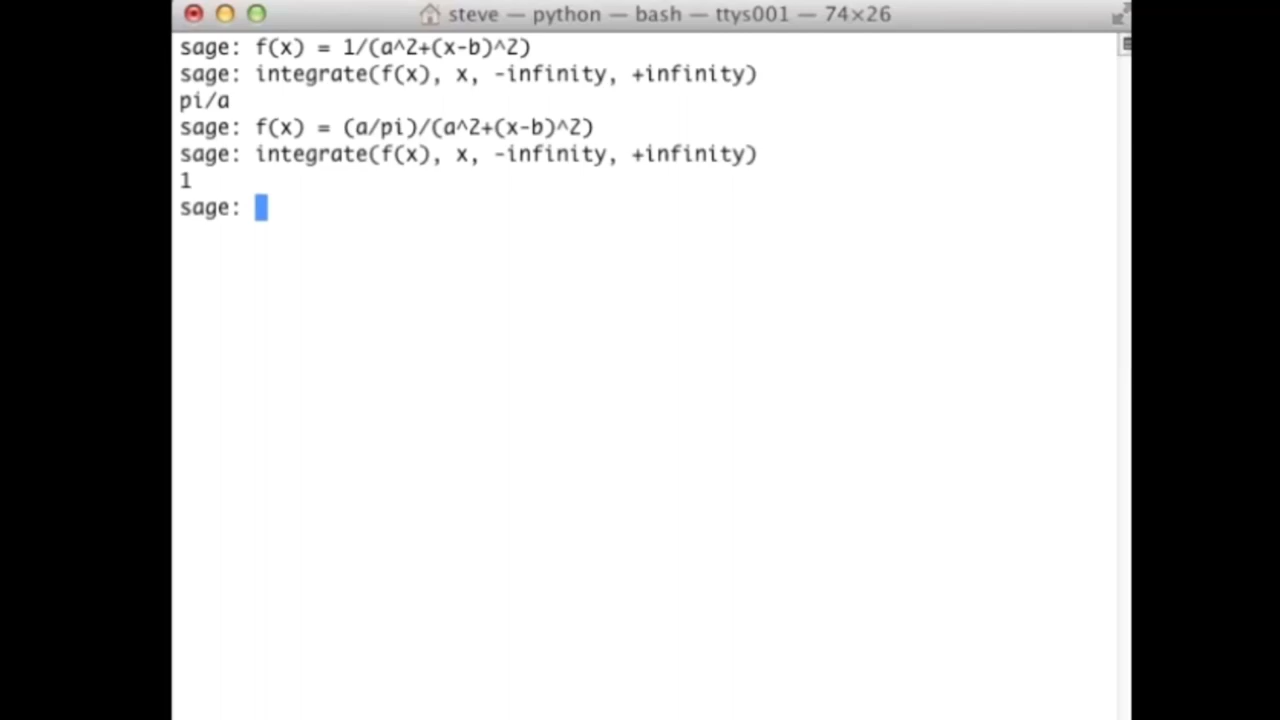 steve — python — bash — ttys001 — 74×26
sage: f(x) = 1/(a^2+(x-b)^2)
sage: integrate(f(x), x, -infinity, +infinity)
pi/a
sage: f(x) = (a/pi)/(a^2+(x-b)^2)
sage: integrate(f(x), x, -infinity, +infinity)
1
sage: